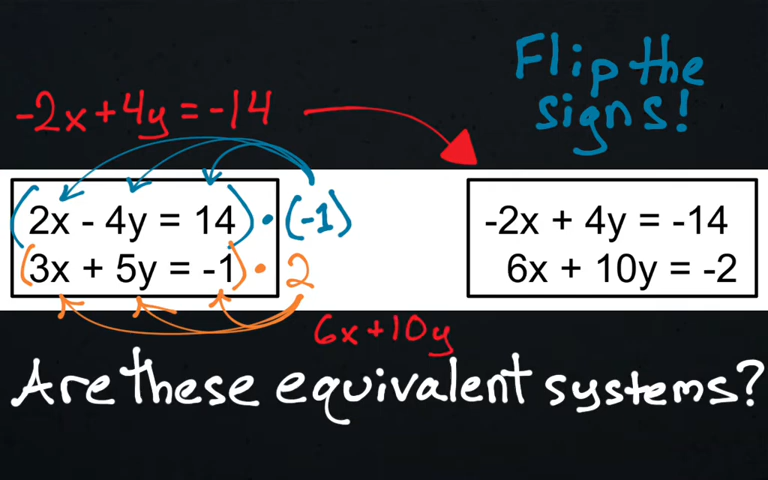 Flip the
signs!
-2x+4y=-14
(2x - 4y = 14)•(-1)
(3x + 5y = -1)•2
-2x + 4y = -14
6x + 10y = -2
6x+10y
Are these equivalent systems?